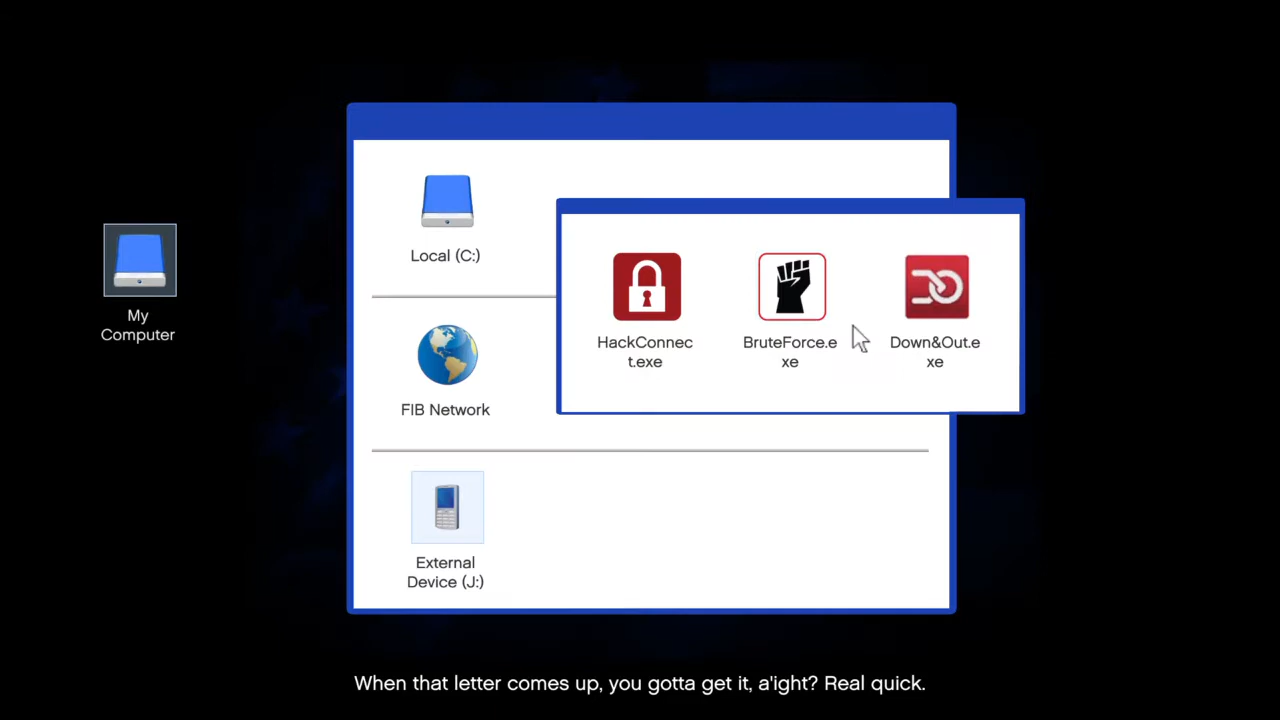 Local (C:)
HackConnec
t.exe
BruteForce.e
xe
Down&Out.e
xe
My
Computer
FIB Network
External
Device (J:)
When that letter comes up, you gotta get it, a'ight? Real quick.